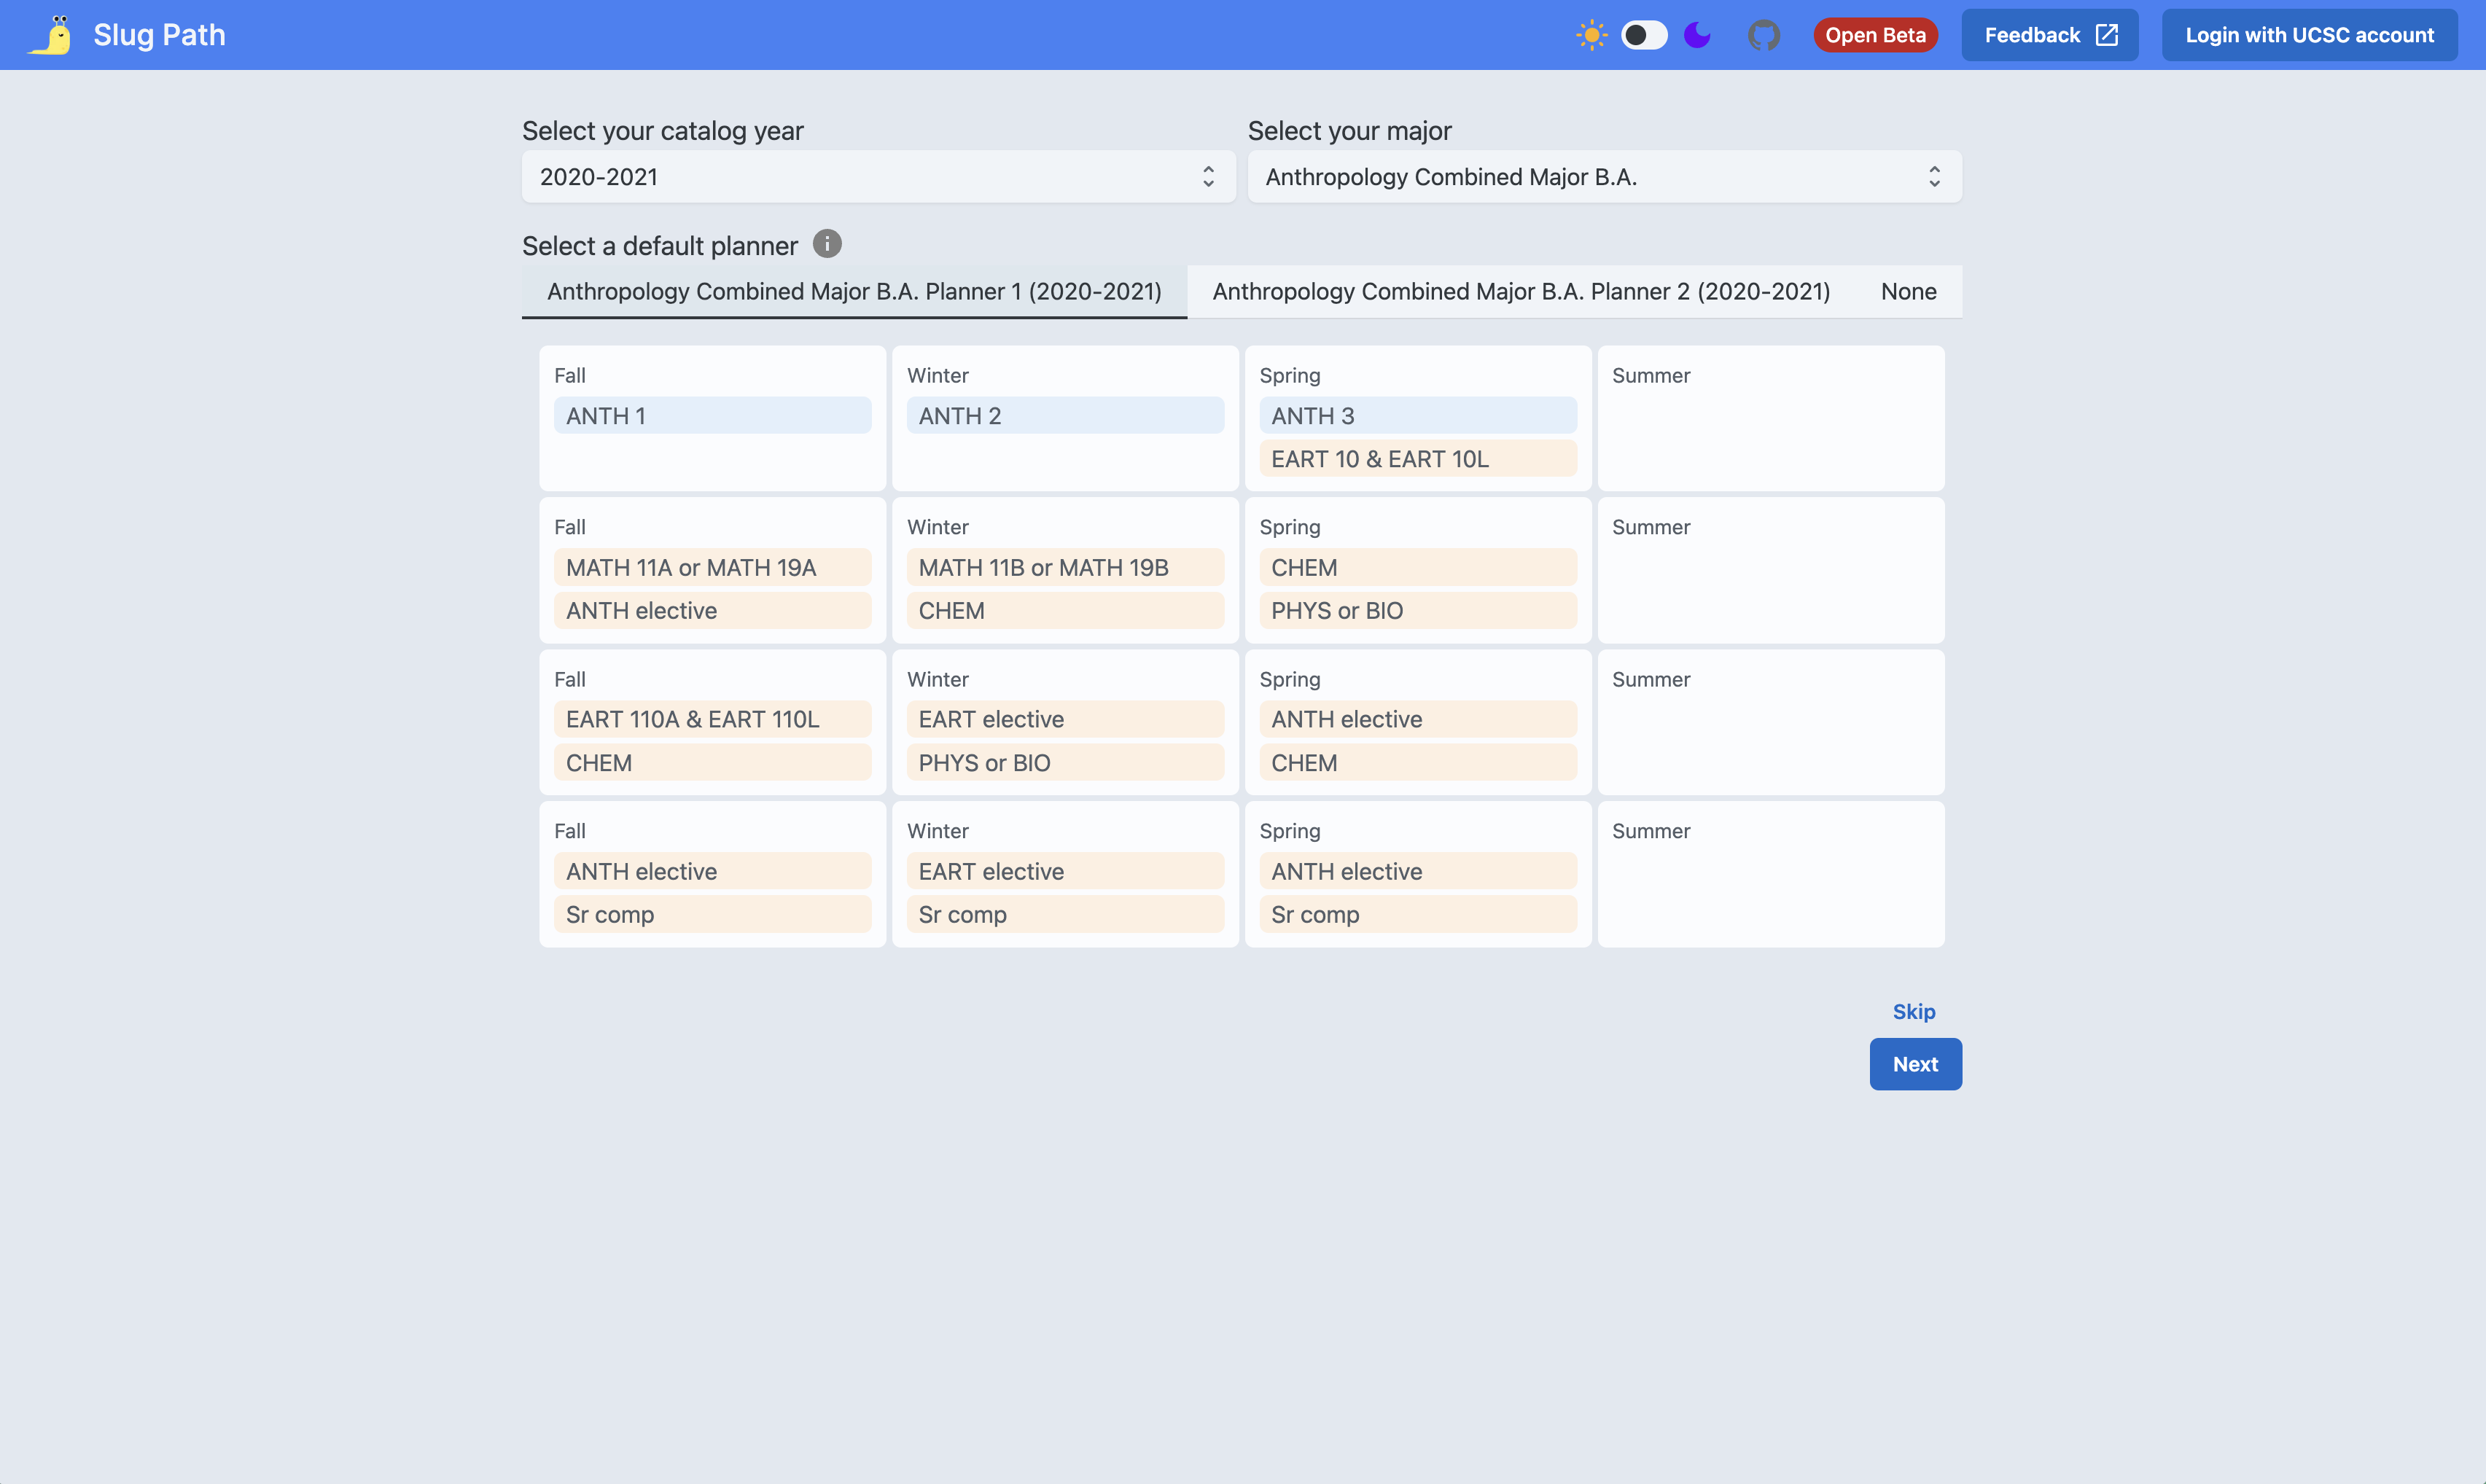 Slug Path
Open Beta
Feedback
Login with UCSC account
Select your catalog year
Select your major
2020-2021
Anthropology Combined Major B.A.
Select a default planner
Anthropology Combined Major B.A. Planner 1 (2020-2021)
Anthropology Combined Major B.A. Planner 2 (2020-2021)
None
Fall
ANTH 1
Winter
ANTH 2
Spring
ANTH 3
EART 10 & EART 10L
Summer
Fall
MATH 11A or MATH 19A
ANTH elective
Winter
MATH 11B or MATH 19B
CHEM
Spring
CHEM
PHYS or BIO
Summer
Fall
EART 110A & EART 110L
CHEM
Winter
EART elective
PHYS or BIO
Spring
ANTH elective
CHEM
Summer
Fall
ANTH elective
Sr comp
Winter
EART elective
Sr comp
Spring
ANTH elective
Sr comp
Summer
Skip
Next